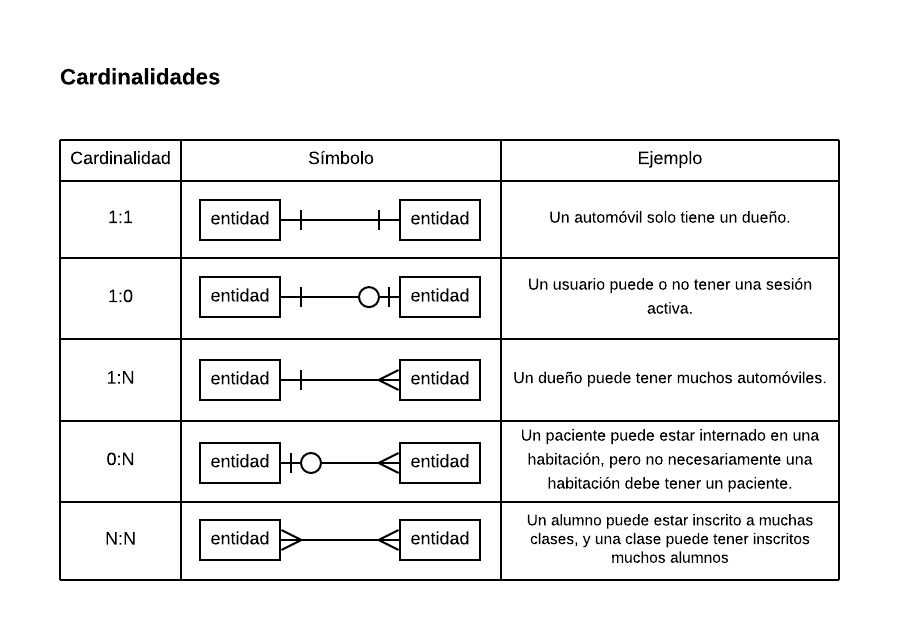 Cardinalidades
Cardinalidad
Símbolo
Ejemplo
1:1
entidad
entidad
Un automóvil solo tiene un dueño.
1:0
entidad
entidad
Un usuario puede o no tener una sesión
activa.
1:N
entidad
entidad
Un dueño puede tener muchos automóviles.
0:N
entidad
entidad
Un paciente puede estar internado en una
habitación, pero no necesariamente una
habitación debe tener un paciente.
N:N
entidad
entidad
Un alumno puede estar inscrito a muchas
clases, y una clase puede tener inscritos
muchos alumnos